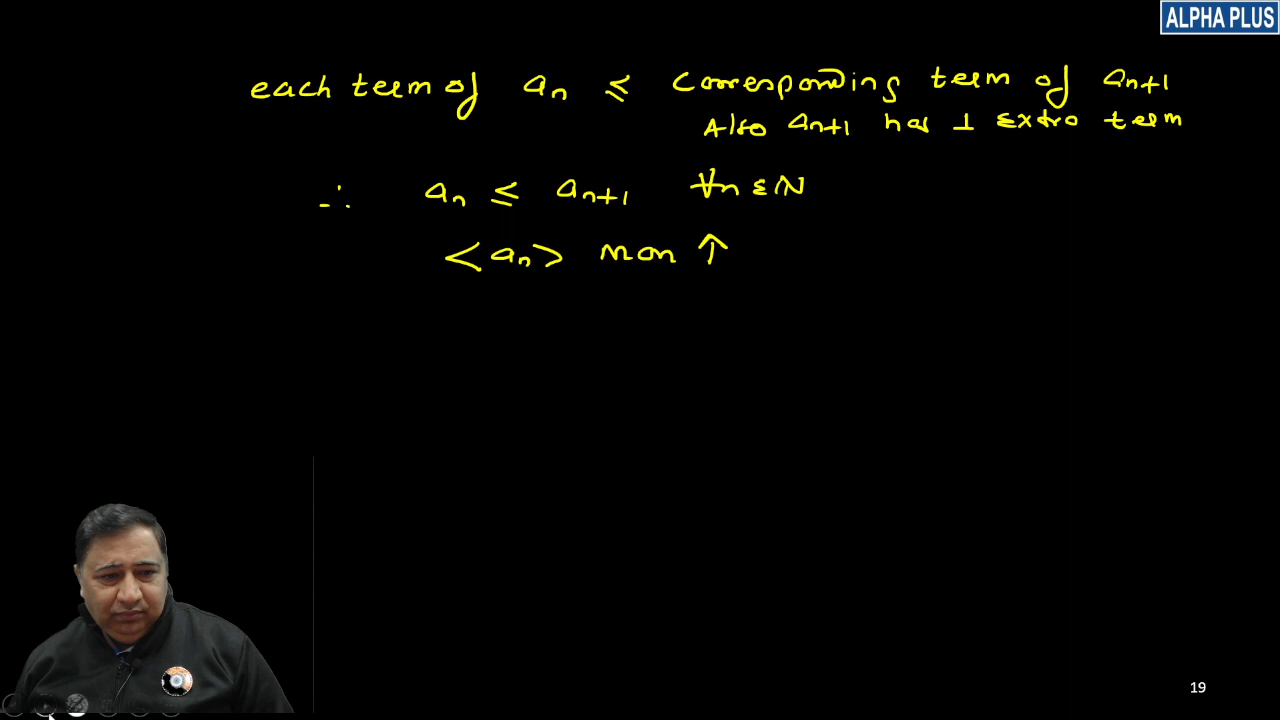 ALPHA PLUS
each term of aₙ ≤ corresponding term of aₙ₊₁
Also aₙ₊₁ has 1 extra term
∴ aₙ ≤ aₙ₊₁ ∀n∈N
<aₙ> mon ↑
19